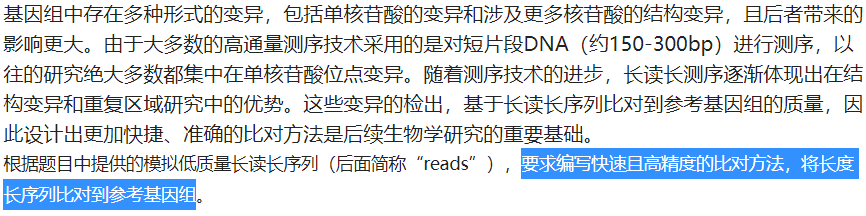 基因组中存在多种形式的变异，包括单核苷酸的变异和涉及更多核苷酸的结构变异，且后者带来的
影响更大。由于大多数的高通量测序技术采用的是对短片段DNA（约150-300bp）进行测序，以
往的研究绝大多数都集中在单核苷酸位点变异。随着测序技术的进步，长读长测序逐渐体现出在结
构变异和重复区域研究中的优势。这些变异的检出，基于长读长序列比对到参考基因组的质量，因
此设计出更加快捷、准确的比对方法是后续生物学研究的重要基础。
根据题目中提供的模拟低质量长读长序列（后面简称“reads”），要求编写快速且高精度的比对方法，将长度
长序列比对到参考基因组。